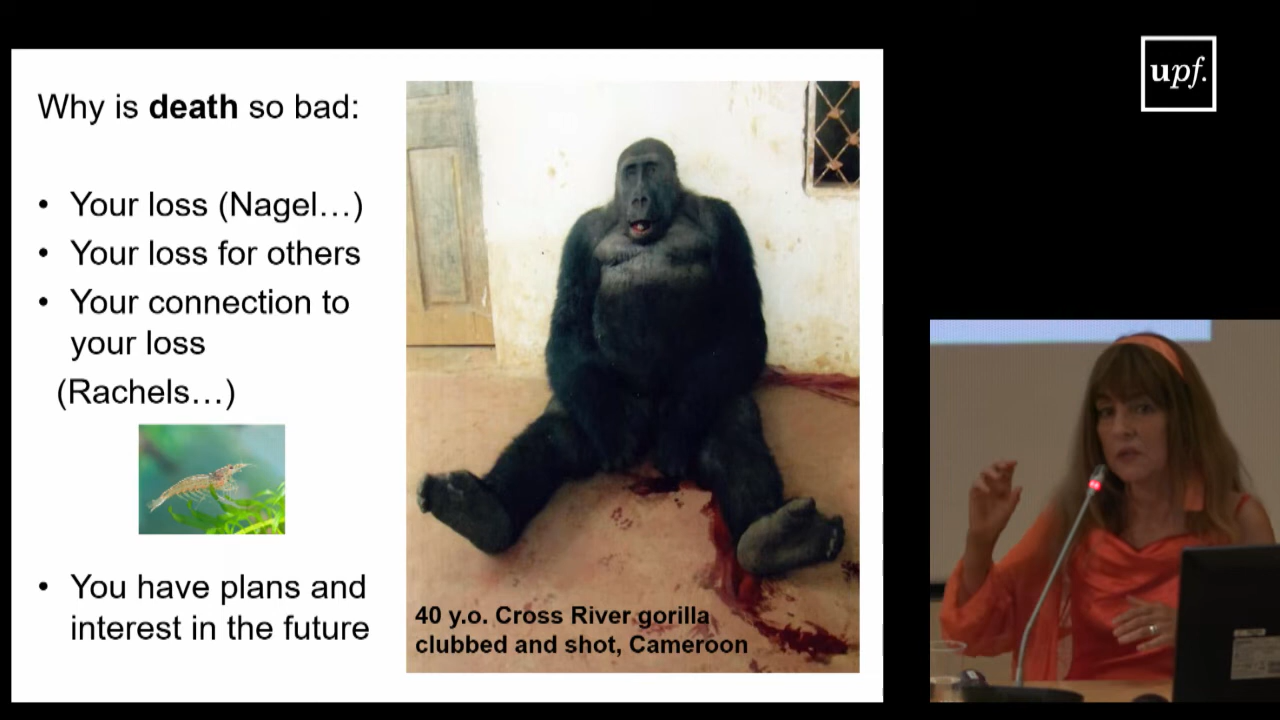 Why is death so bad:
• Your loss (Nagel…)
• Your loss for others
• Your connection to
your loss
(Rachels…)
• You have plans and
interest in the future
40 y.o. Cross River gorilla
clubbed and shot, Cameroon
upf.